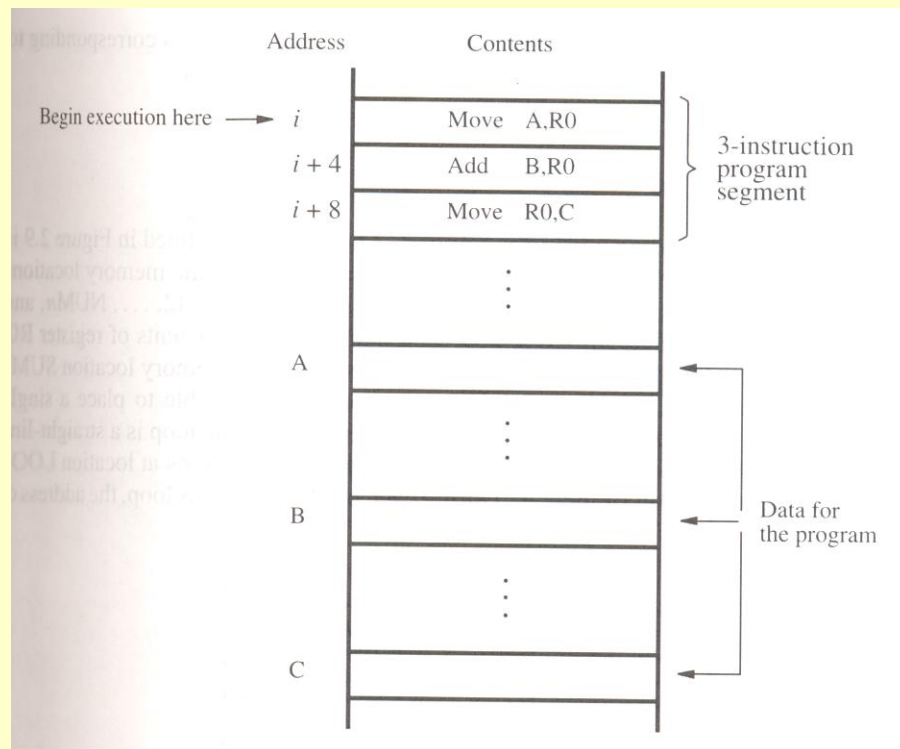 Address Contents
Begin execution here i Move A,R0
i + 4 Add B,R0
i + 8 Move R0,C
3-instruction
program
segment
A
B
C
Data for
the program